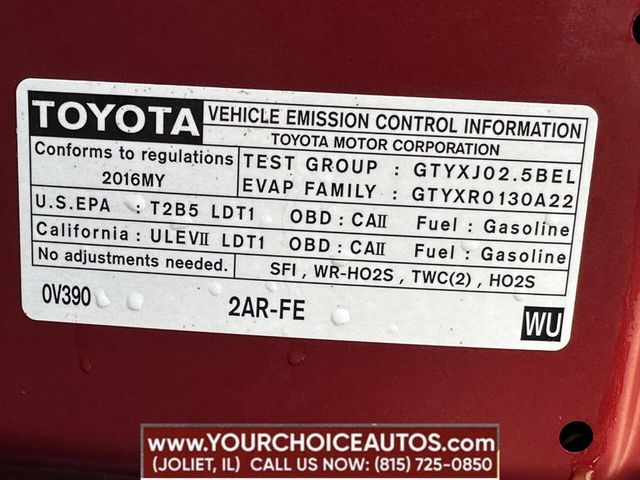 TOYOTA VEHICLE EMISSION CONTROL INFORMATION
TOYOTA MOTOR CORPORATION
Conforms to regulations
2016MY
TEST GROUP : GTYXJ02.5BEL
EVAP FAMILY : GTYXR0130A22
U.S.EPA : T2B5 LDT1 OBD : CAII Fuel : Gasoline
California : ULEVII LDT1 OBD : CAII Fuel : Gasoline
No adjustments needed. SFI , WR-HO2S , TWC(2) , HO2S
0V390 2AR-FE WU
WWW.YOURCHOICEAUTOS.COM
(JOLIET, IL) CALL US NOW: (815) 725-0850